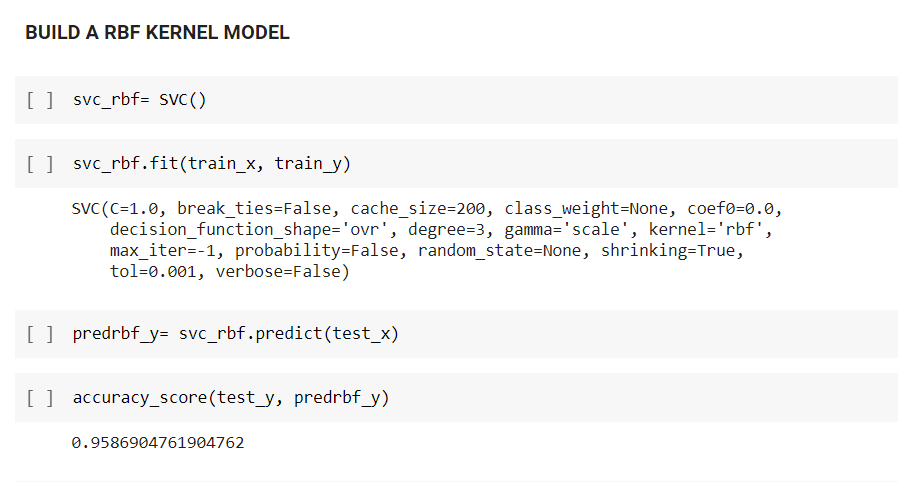 BUILD A RBF KERNEL MODEL
[ ] svc_rbf= SVC()
[ ] svc_rbf.fit(train_x, train_y)
SVC(C=1.0, break_ties=False, cache_size=200, class_weight=None, coef0=0.0,
    decision_function_shape='ovr', degree=3, gamma='scale', kernel='rbf',
    max_iter=-1, probability=False, random_state=None, shrinking=True,
    tol=0.001, verbose=False)
[ ] predrbf_y= svc_rbf.predict(test_x)
[ ] accuracy_score(test_y, predrbf_y)
0.9586904761904762